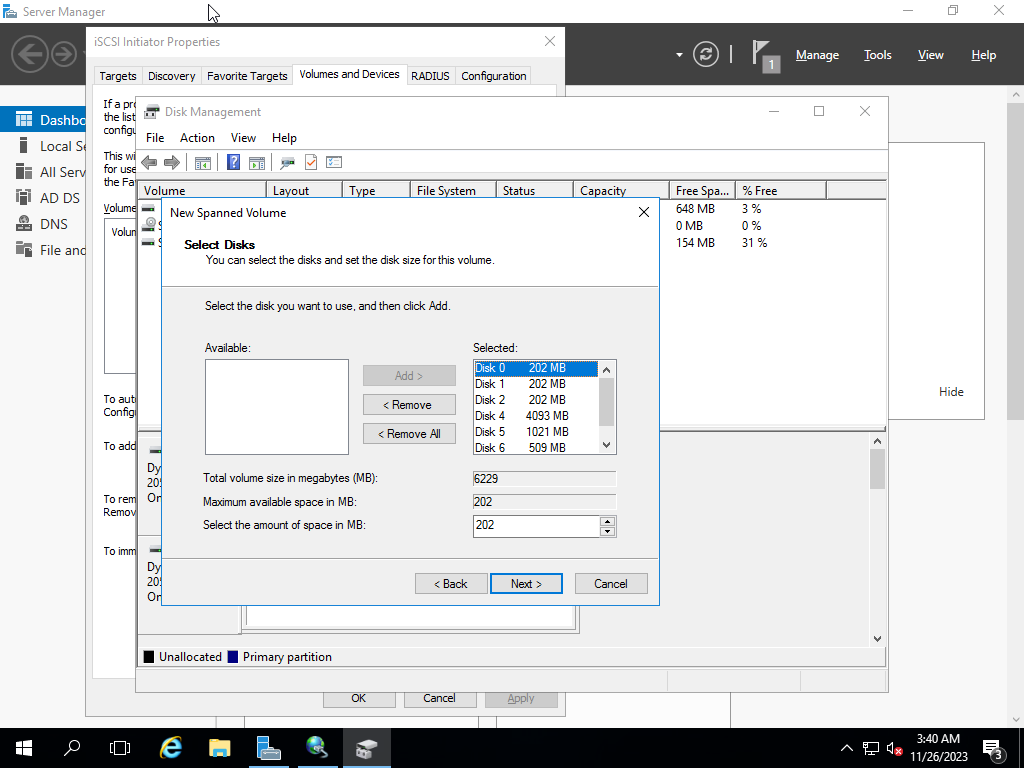 Server Manager
iSCSI Initiator Properties
1
Manage
Tools
View
Help
Targets
Discovery
Favorite Targets
Volumes and Devices
RADIUS
Configuration
Disk Management
File
Action
View
Help
Dashbo
Local Se
All Serv
AD DS
DNS
File and
If a pro
the list
configu
This wi
for use
the Fav
Volume
Volum
To auto
Configu
To add
To rem
Remov
To imm
Volume
Layout
Type
File System
Status
Capacity
Free Spa...
% Free
648 MB
3 %
0 MB
0 %
154 MB
31 %
New Spanned Volume
Select Disks
You can select the disks and set the disk size for this volume.
Select the disk you want to use, and then click Add.
Available:
Selected:
Add >
< Remove
< Remove All
Disk 0 202 MB
Disk 1 202 MB
Disk 2 202 MB
Disk 4 4093 MB
Disk 5 1021 MB
Disk 6 509 MB
Total volume size in megabytes (MB):
6229
Maximum available space in MB:
202
Select the amount of space in MB:
202
< Back
Next >
Cancel
Hide
Dy
205
On
Dy
205
On
Unallocated
Primary partition
OK
Cancel
Apply
3:40 AM
11/26/2023
3